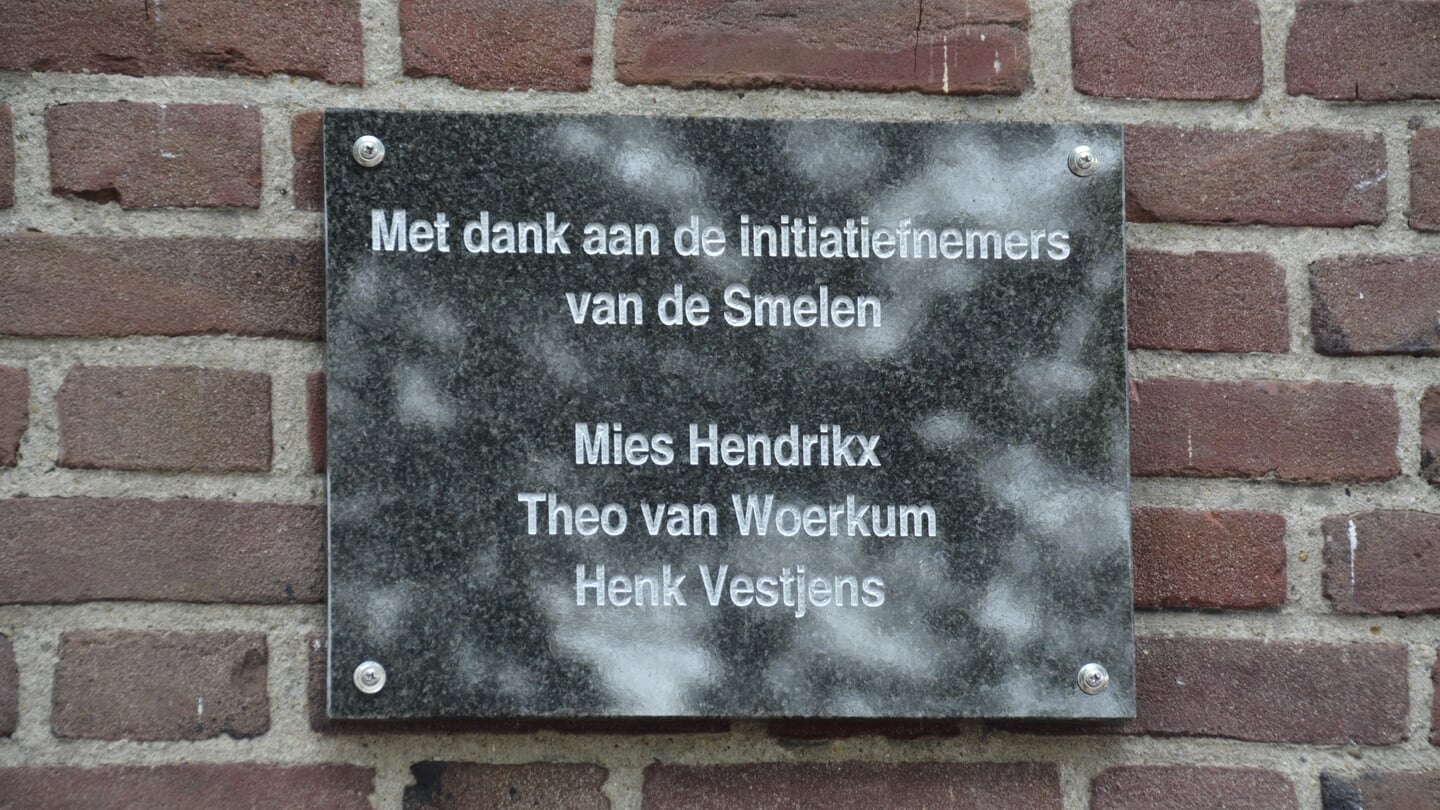 Met dank aan de initiatiefnemers
van de Smelen
Mies Hendrikx
Theo van Woerkum
Henk Vestjens